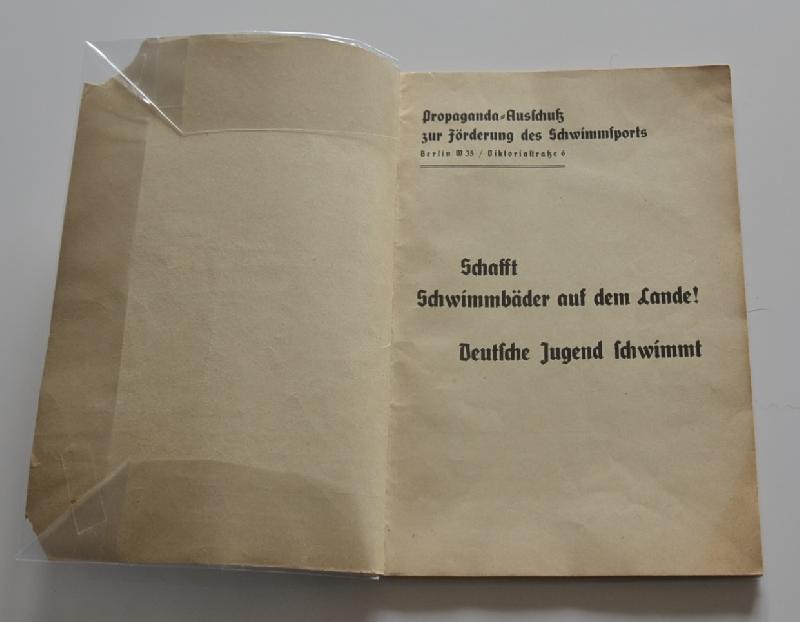 Propaganda-Ausſchuß
zur Förderung des Schwimmſports
Berlin W 35 / Viktoriaſtraße 6
Schafft
Schwimmbäder auf dem Lande!
Deutſche Jugend ſchwimmt